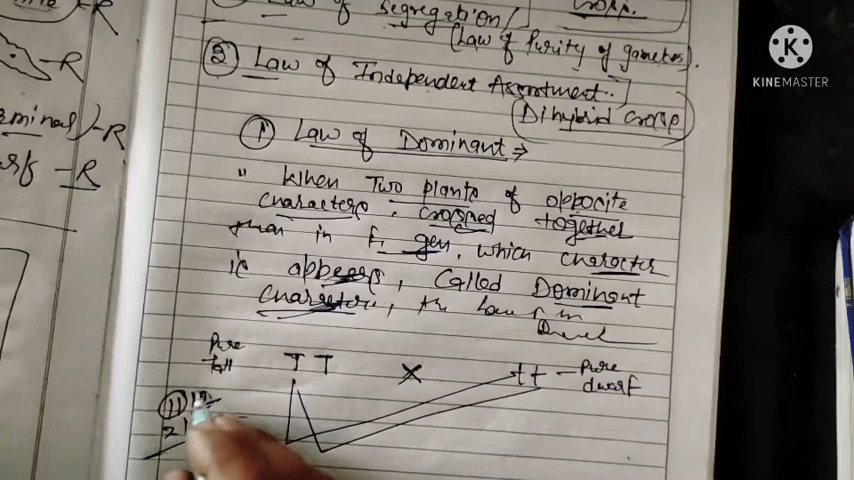 Law of Segregation
(Law of Purity of gametes).
② Law of Independent Assortment.
(Dihybrid Cross)
① Law of Dominant →
" When Two plants of opposite
characters, crossed together
than in F1 gen, which character
is appears, Called Dominant
Character, the law in
Pure tall TT × tt – Pure dwarf
-R
-R
-R
-R
K
KINEMASTER